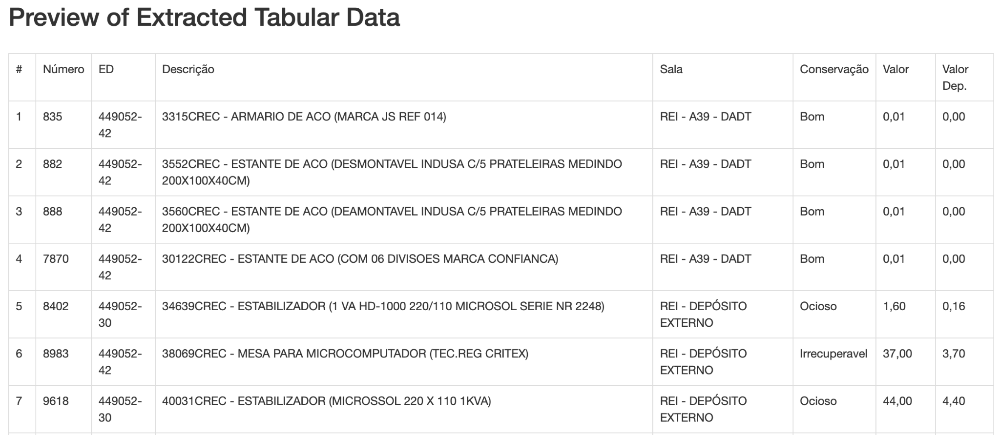 Preview of Extracted Tabular Data
# Número ED Descrição Sala Conservação Valor Valor
Dep.
1 835 449052- 3315CREC - ARMARIO DE ACO (MARCA JS REF 014) REI - A39 - DADT Bom 0,01 0,00
42
2 882 449052- 3552CREC - ESTANTE DE ACO (DESMONTAVEL INDUSA C/5 PRATELEIRAS MEDINDO REI - A39 - DADT Bom 0,01 0,00
42 200X100X40CM)
3 888 449052- 3560CREC - ESTANTE DE ACO (DEAMONTAVEL INDUSA C/5 PRATELEIRAS MEDINDO REI - A39 - DADT Bom 0,01 0,00
42 200X100X40CM)
4 7870 449052- 30122CREC - ESTANTE DE ACO (COM 06 DIVISOES MARCA CONFIANCA) REI - A39 - DADT Bom 0,01 0,00
42
5 8402 449052- 34639CREC - ESTABILIZADOR (1 VA HD-1000 220/110 MICROSOL SERIE NR 2248) REI - DEPÓSITO Ocioso 1,60 0,16
30 EXTERNO
6 8983 449052- 38069CREC - MESA PARA MICROCOMPUTADOR (TEC.REG CRITEX) REI - DEPÓSITO Irrecuperavel 37,00 3,70
42 EXTERNO
7 9618 449052- 40031CREC - ESTABILIZADOR (MICROSSOL 220 X 110 1KVA) REI - DEPÓSITO Ocioso 44,00 4,40
30 EXTERNO